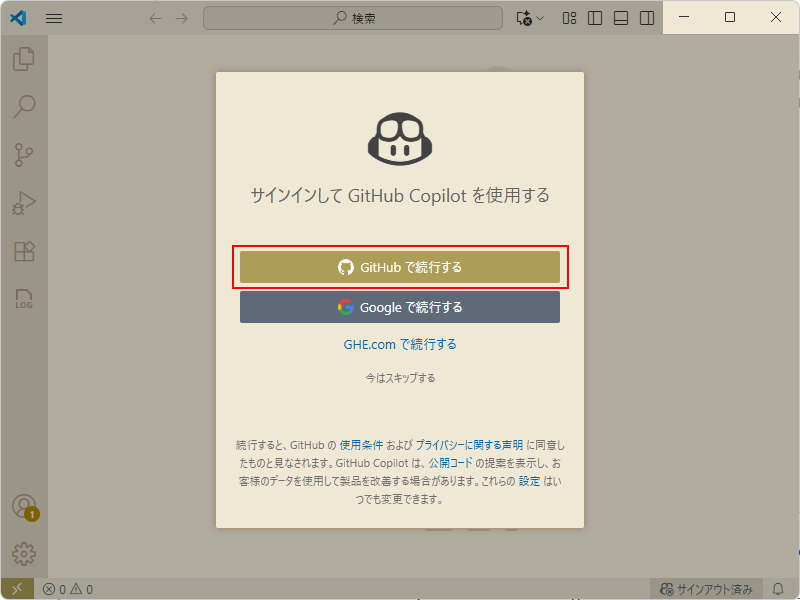 検索
サインインして GitHub Copilot を使用する
GitHub で続行する
Google で続行する
GHE.com で続行する
今はスキップする
続行すると、GitHub の 使用条件 および プライバシーに関する声明 に同意し
たものと見なされます。GitHub Copilot は、公開コード の提案を表示し、お
客様のデータを使用して製品を改善する場合があります。これらの 設定 はい
つでも変更できます。
LOG
1
0 0
サインアウト済み